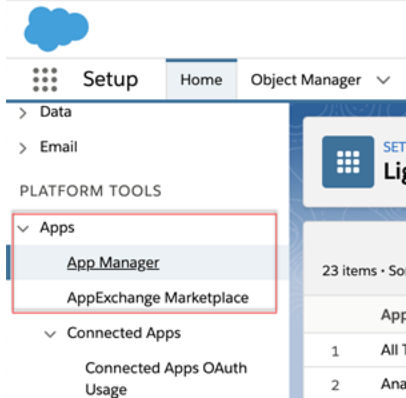 Setup Home Object Manager
Data
Email
SET
Li
PLATFORM TOOLS
Apps
App Manager
AppExchange Marketplace
23 items · So
App
Connected Apps
1 All T
Connected Apps OAuth
Usage
2 Ana